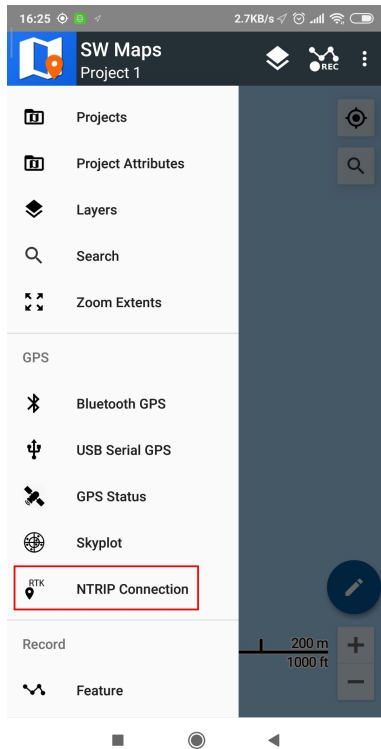 16:25 2.7KB/s
SW Maps
Project 1
REC
Projects
Project Attributes
Layers
Search
Zoom Extents
GPS
Bluetooth GPS
USB Serial GPS
GPS Status
Skyplot
RTK NTRIP Connection
Record
Feature
200 m
1000 ft